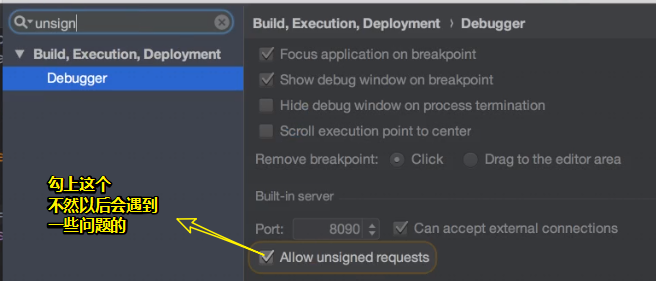 unsign
Build, Execution, Deployment › Debugger
Build, Execution, Deployment
Debugger
Focus application on breakpoint
Show debug window on breakpoint
Hide debug window on process termination
Scroll execution point to center
Remove breakpoint: Click Drag to the editor area
Built-in server
Port: 8090 Can accept external connections
Allow unsigned requests
勾上这个
不然以后会遇到
一些问题的